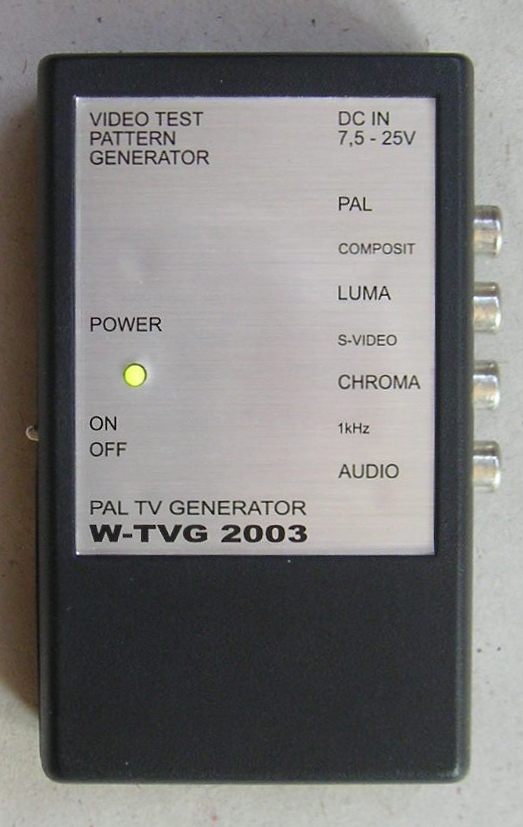 VIDEO TEST
PATTERN
GENERATOR
DC IN
7,5 - 25V
PAL
COMPOSIT
LUMA
S-VIDEO
CHROMA
1kHz
AUDIO
POWER
ON
OFF
PAL TV GENERATOR
W-TVG 2003